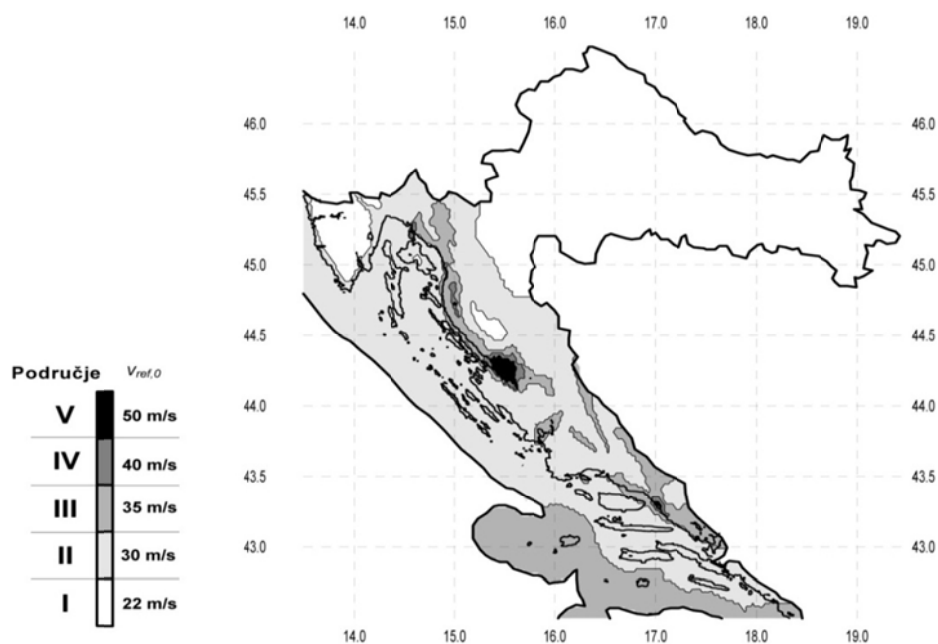 14.0 15.0 16.0 17.0 18.0 19.0
46.0 46.0
45.5 45.5
45.0 45.0
44.5 44.5
Područje V ref,0
V 50 m/s
44.0 44.0
IV 40 m/s
43.5 43.5
III 35 m/s
43.0 43.0
II 30 m/s
I 22 m/s
14.0 15.0 16.0 17.0 18.0 19.0